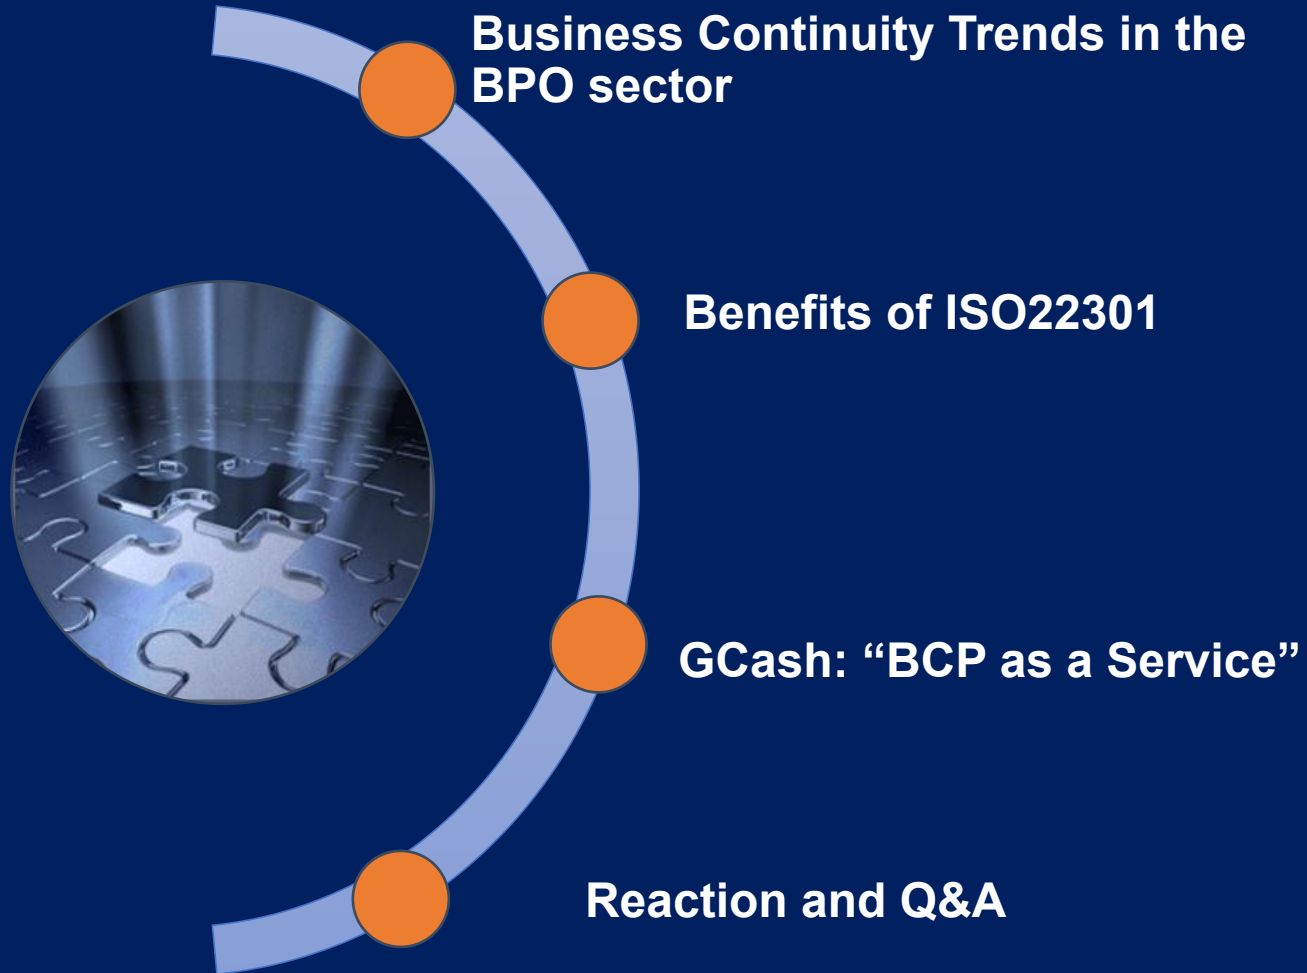 Business Continuity Trends in the
BPO sector
Benefits of ISO22301
GCash: “BCP as a Service”
Reaction and Q&A